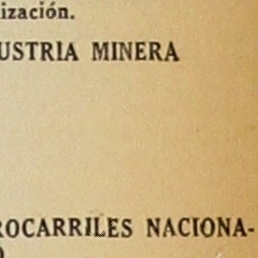 ización.
USTRIA MINERA
ROCARRILES NACIONA-